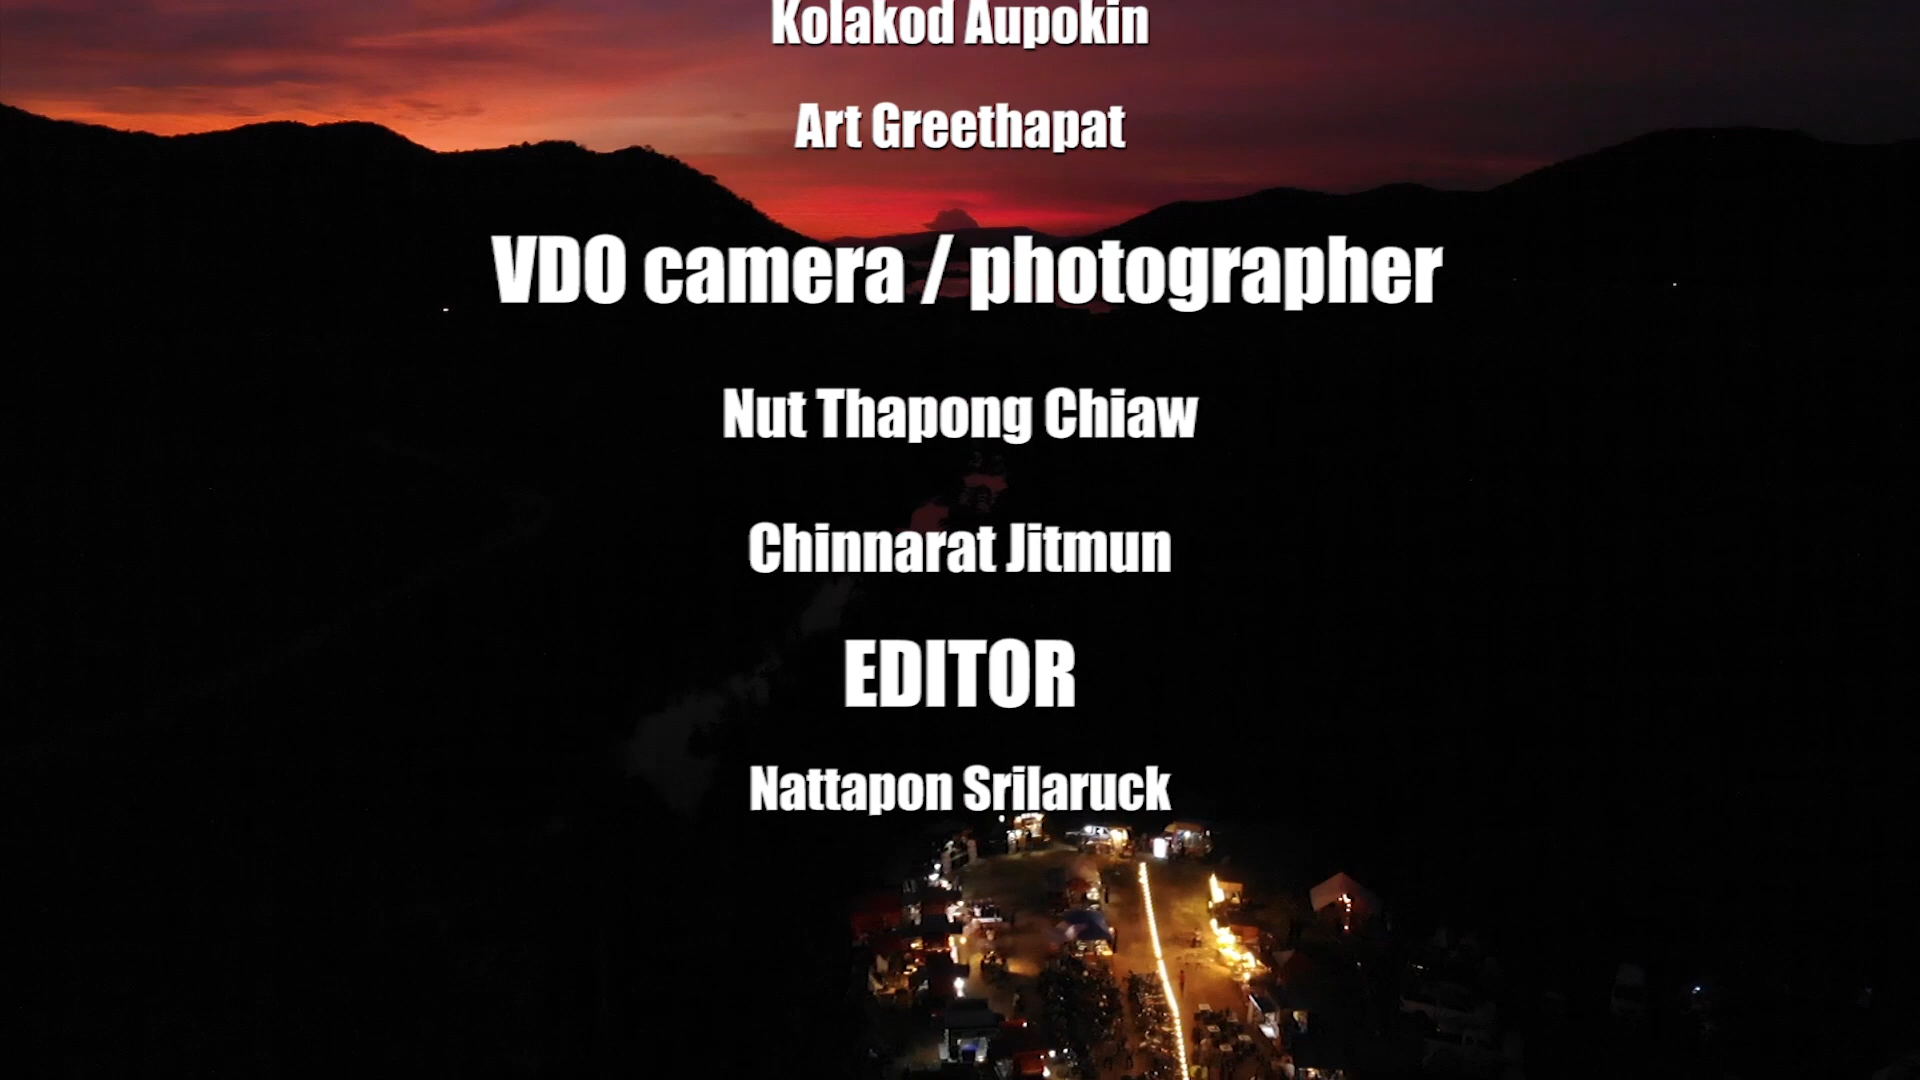 Kolakod Aupokin
Art Greethapat
VDO camera / photographer
Nut Thapong Chiaw
Chinnarat Jitmun
EDITOR
Nattapon Srilaruck